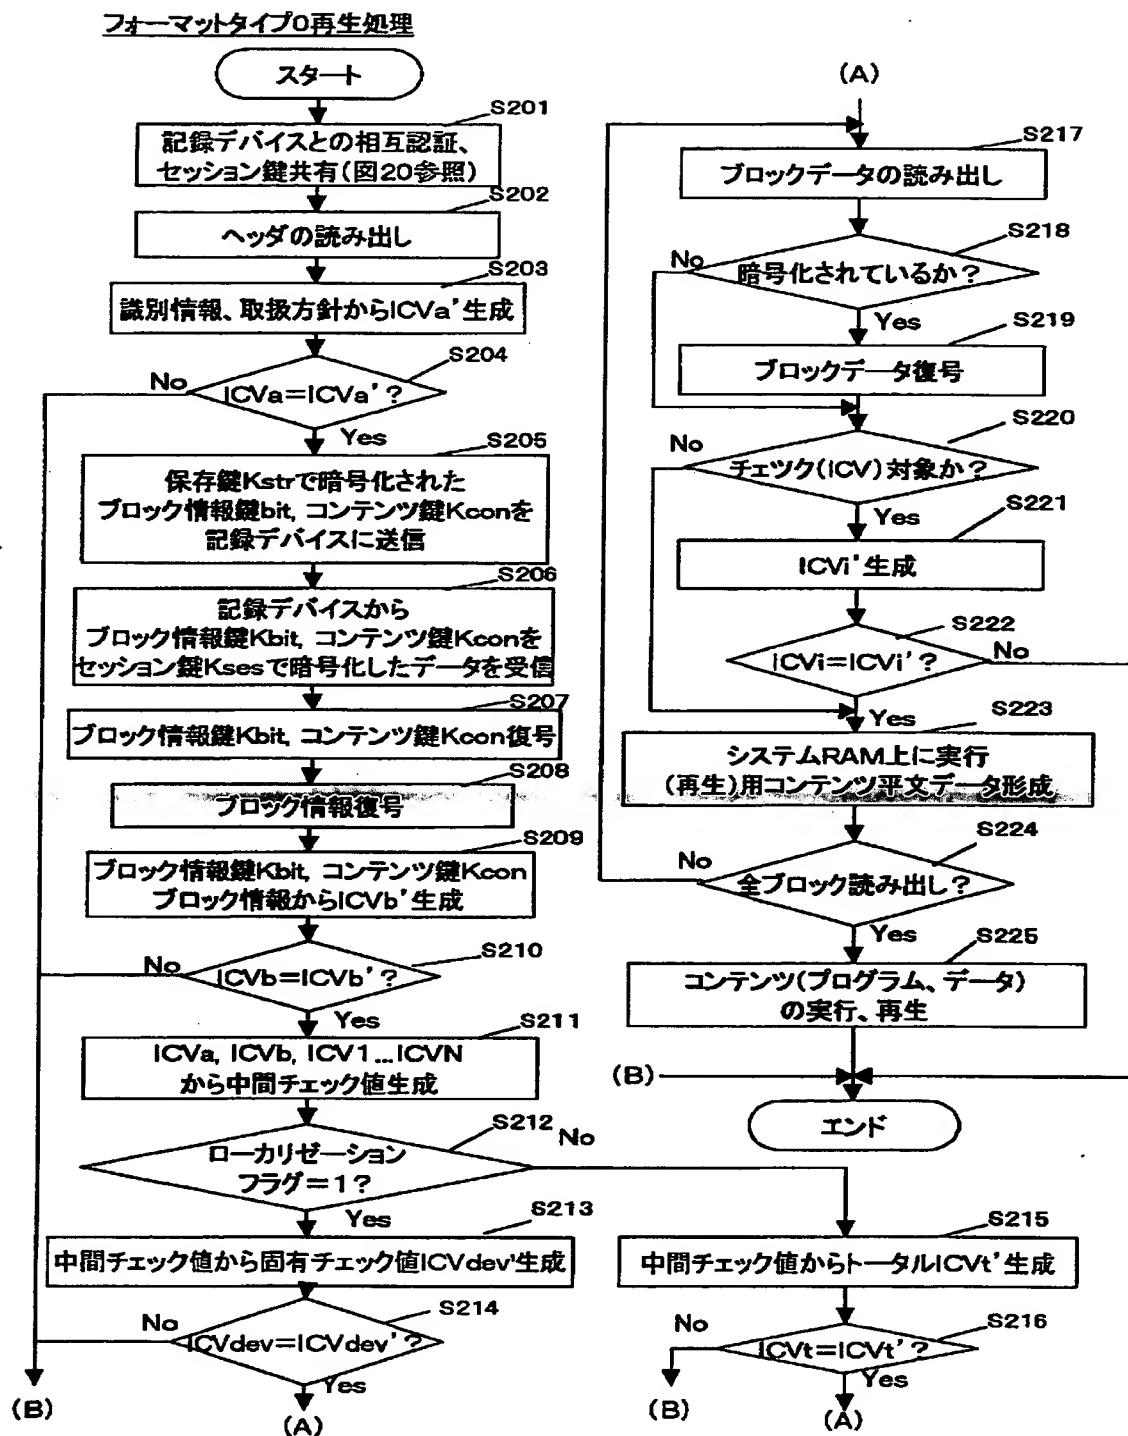 フォーマットタイプ0再生処理
スタート
S201
記録デバイスとの相互認証、
セッション鍵共有(図20参照)
S202
ヘッダの読み出し
S203
識別情報、取扱方針からICVa'生成
S204
ICVa=ICVa'?
No
Yes
S205
保存鍵Kstrで暗号化された
ブロック情報鍵bit, コンテンツ鍵Kconを
記録デバイスに送信
S206
記録デバイスから
ブロック情報鍵Kbit, コンテンツ鍵Kconを
セッション鍵Ksesで暗号化したデータを受信
S207
ブロック情報鍵Kbit, コンテンツ鍵Kcon復号
S208
ブロック情報復号
S209
ブロック情報鍵Kbit, コンテンツ鍵Kcon
ブロック情報からICVb'生成
S210
No
ICVb=ICVb'?
Yes
S211
ICVa, ICVb, ICV1...ICVN
から中間チェック値生成
S212
No
ローカリゼーション
フラグ=1?
Yes
S213
中間チェック値から固有チェック値ICVdev'生成
S214
No
ICVdev=ICVdev'?
Yes
(B)
(A)
(A)
S217
ブロックデータの読み出し
S218
No
暗号化されているか?
Yes
S219
ブロックデータ復号
S220
No
チェツク(ICV)対象か?
Yes
S221
ICVi'生成
S222
ICVi=ICVi'?
No
Yes
S223
システムRAM上に実行
(再生)用コンテンツ平文データ形成
S224
No
全ブロック読み出し?
Yes
S225
コンテンツ(プログラム、データ)
の実行、再生
(B)
エンド
S215
中間チェック値からトータルICVt'生成
S216
No
ICVt=ICVt'?
Yes
(B)
(A)